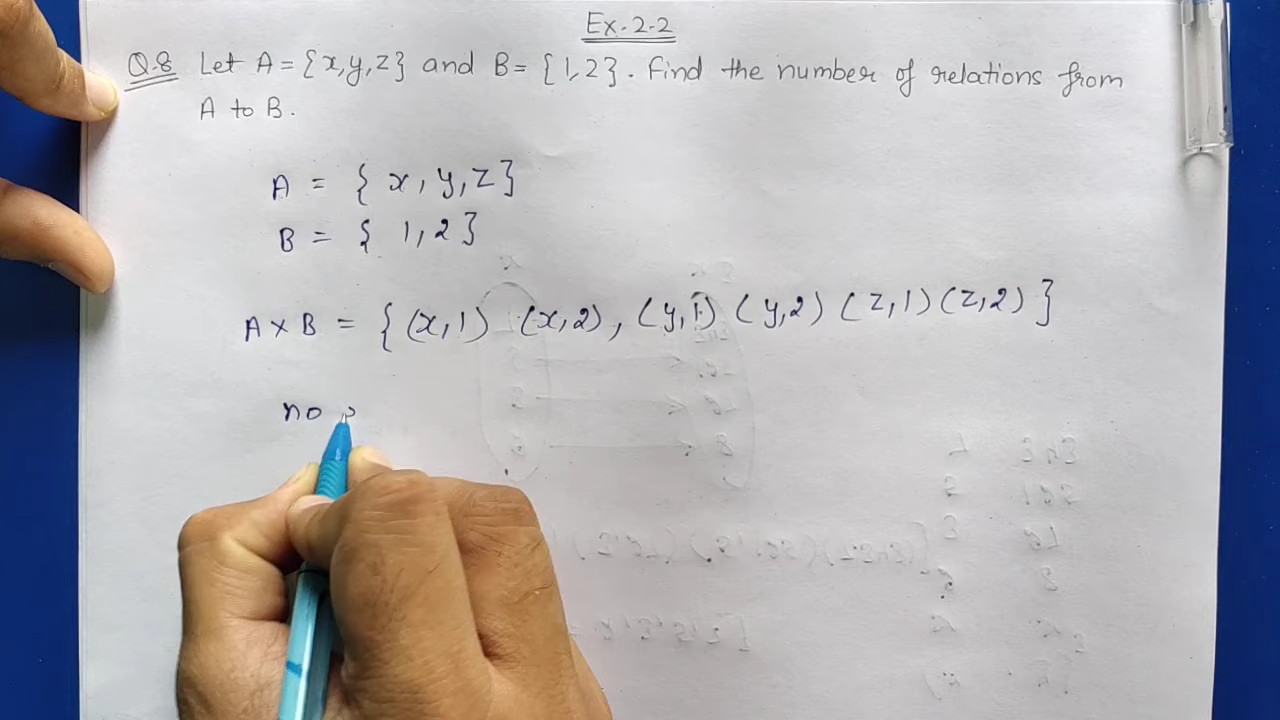 Ex. 2.2
Q.8 Let A = {x,y,z} and B = {1,2}. Find the number of relations from
A to B.
A = { x, y, z }
B = { 1, 2 }
A × B = { (x,1) (x,2), (y,1) (y,2) (z,1) (z,2) }
no